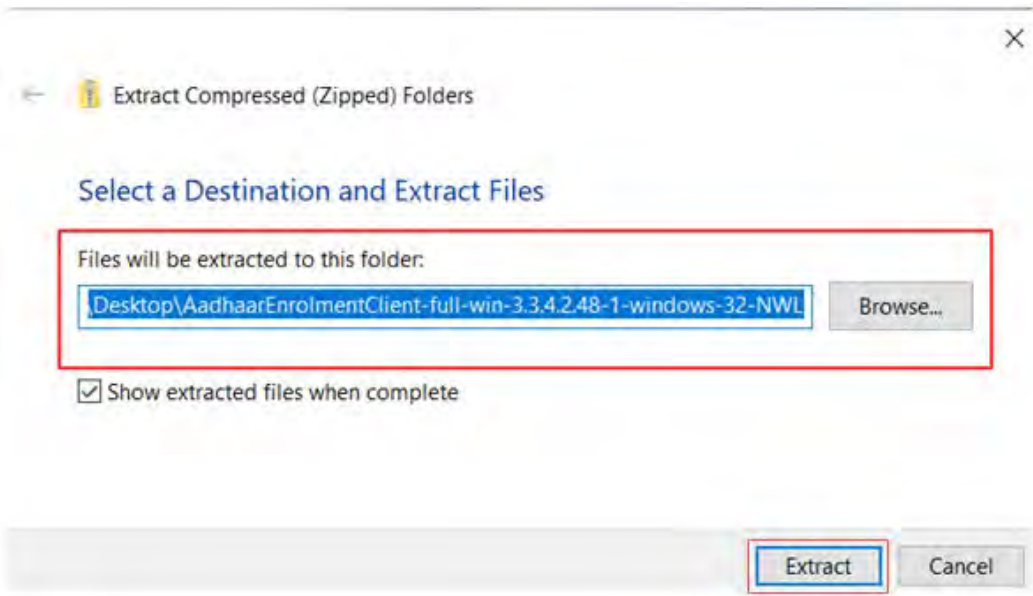 Extract Compressed (Zipped) Folders
Select a Destination and Extract Files
Files will be extracted to this folder:
\Desktop\AadhaarEnrolmentClient-full-win-3.3.4.2.48-1-windows-32-NWL
Browse...
Show extracted files when complete
Extract
Cancel